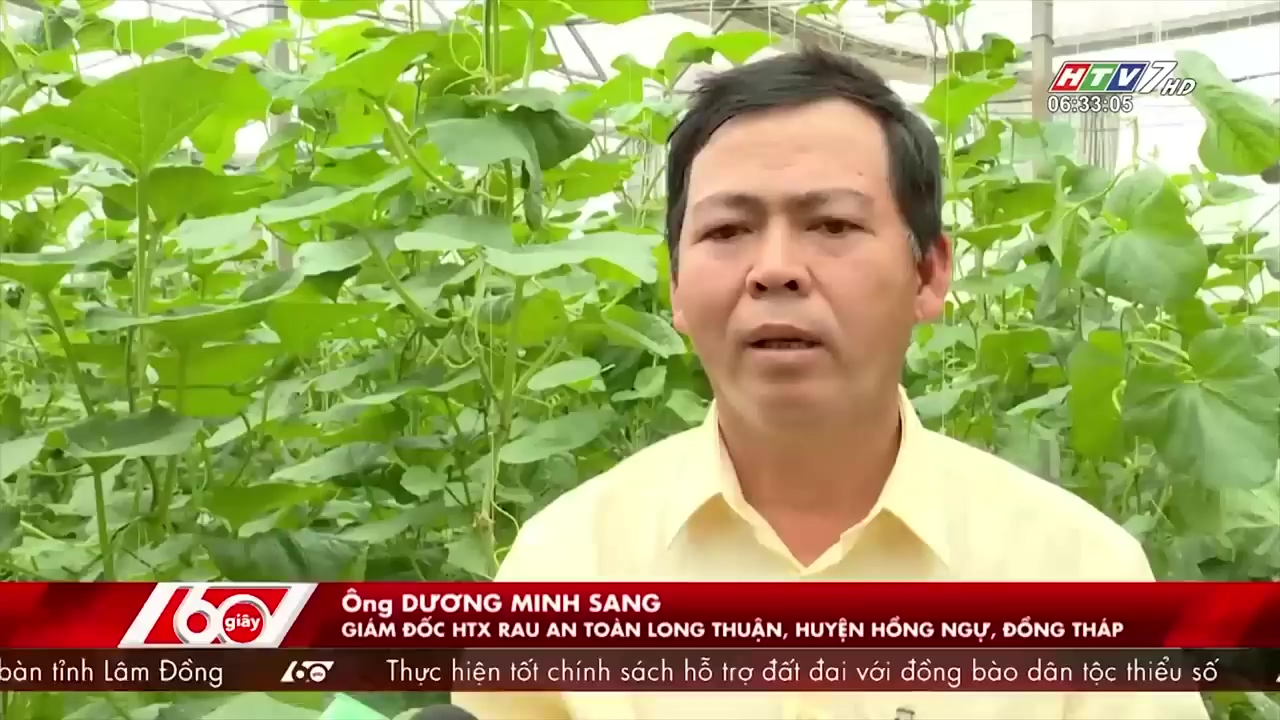 HTV7 HD
06:33:05
60 giây
Ông DƯƠNG MINH SANG
GIÁM ĐỐC HTX RAU AN TOÀN LONG THUẬN, HUYỆN HỒNG NGỰ, ĐỒNG THÁP
bàn tỉnh Lâm Đồng 60 giây Thực hiện tốt chính sách hỗ trợ đất đai với đồng bào dân tộc thiểu số